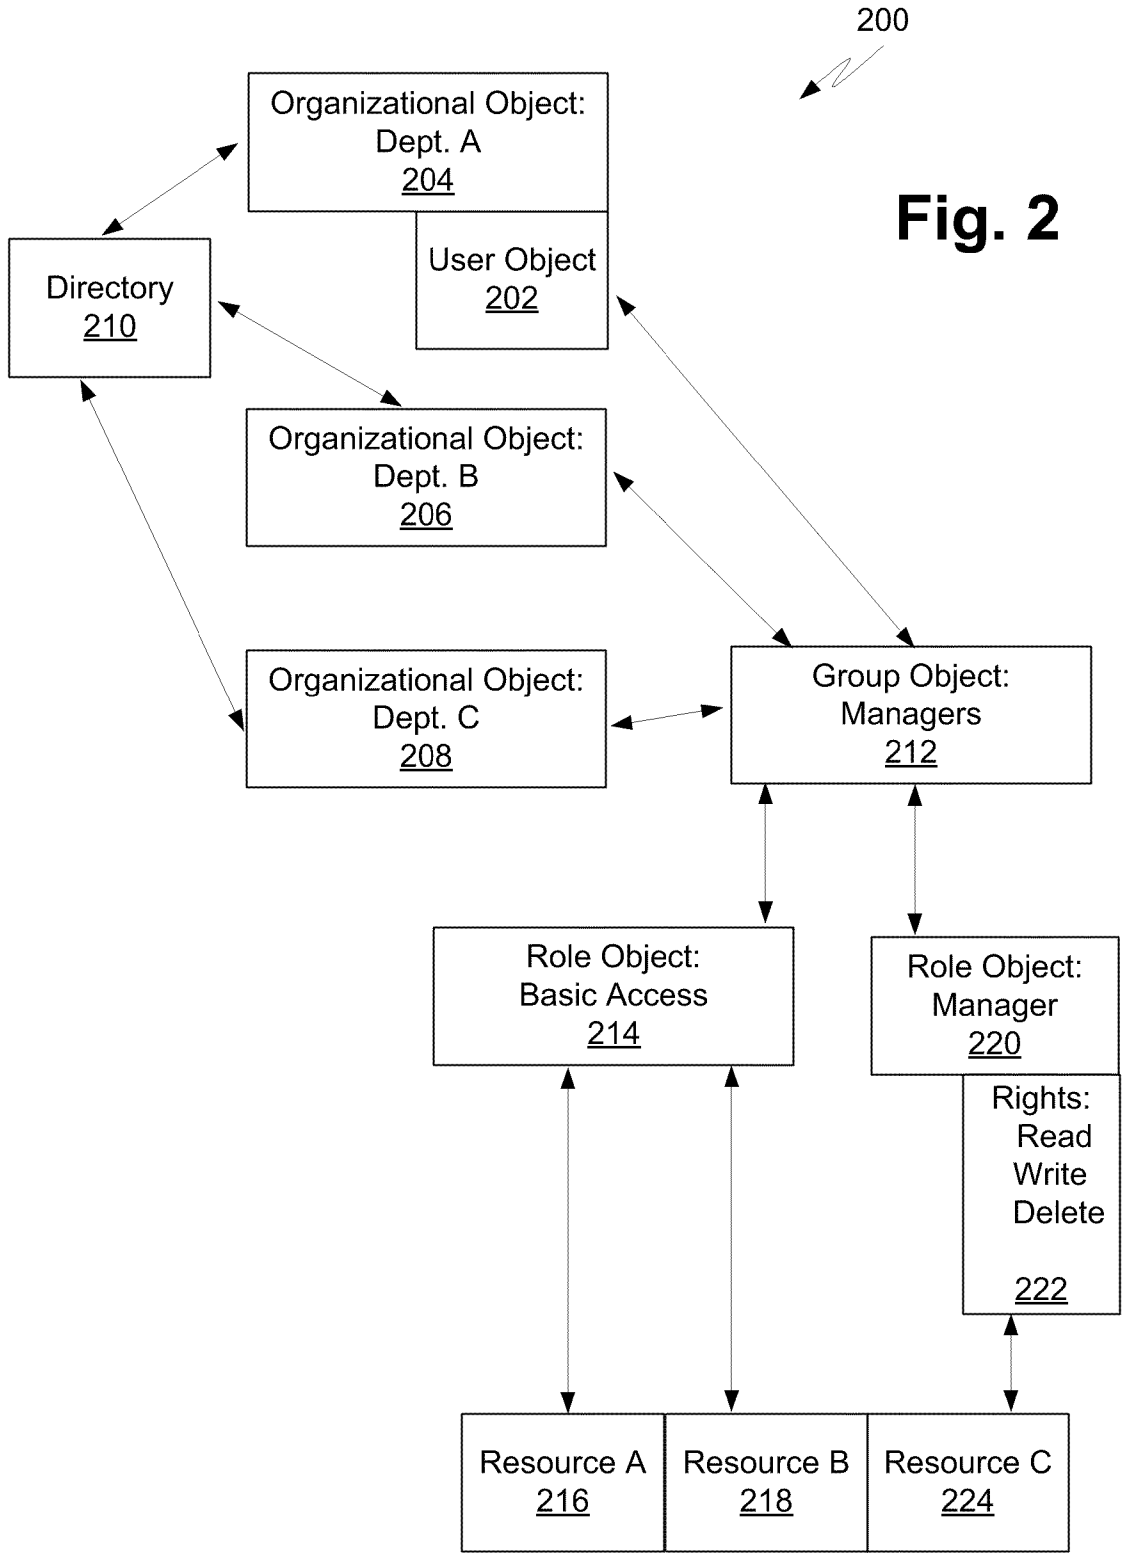 200
Organizational Object:
Dept. A
204
Fig. 2
User Object
202
Directory
210
Organizational Object:
Dept. B
206
Organizational Object:
Dept. C
208
Group Object:
Managers
212
Role Object:
Basic Access
214
Role Object:
Manager
220
Rights:
Read
Write
Delete
222
Resource A
216
Resource B
218
Resource C
224